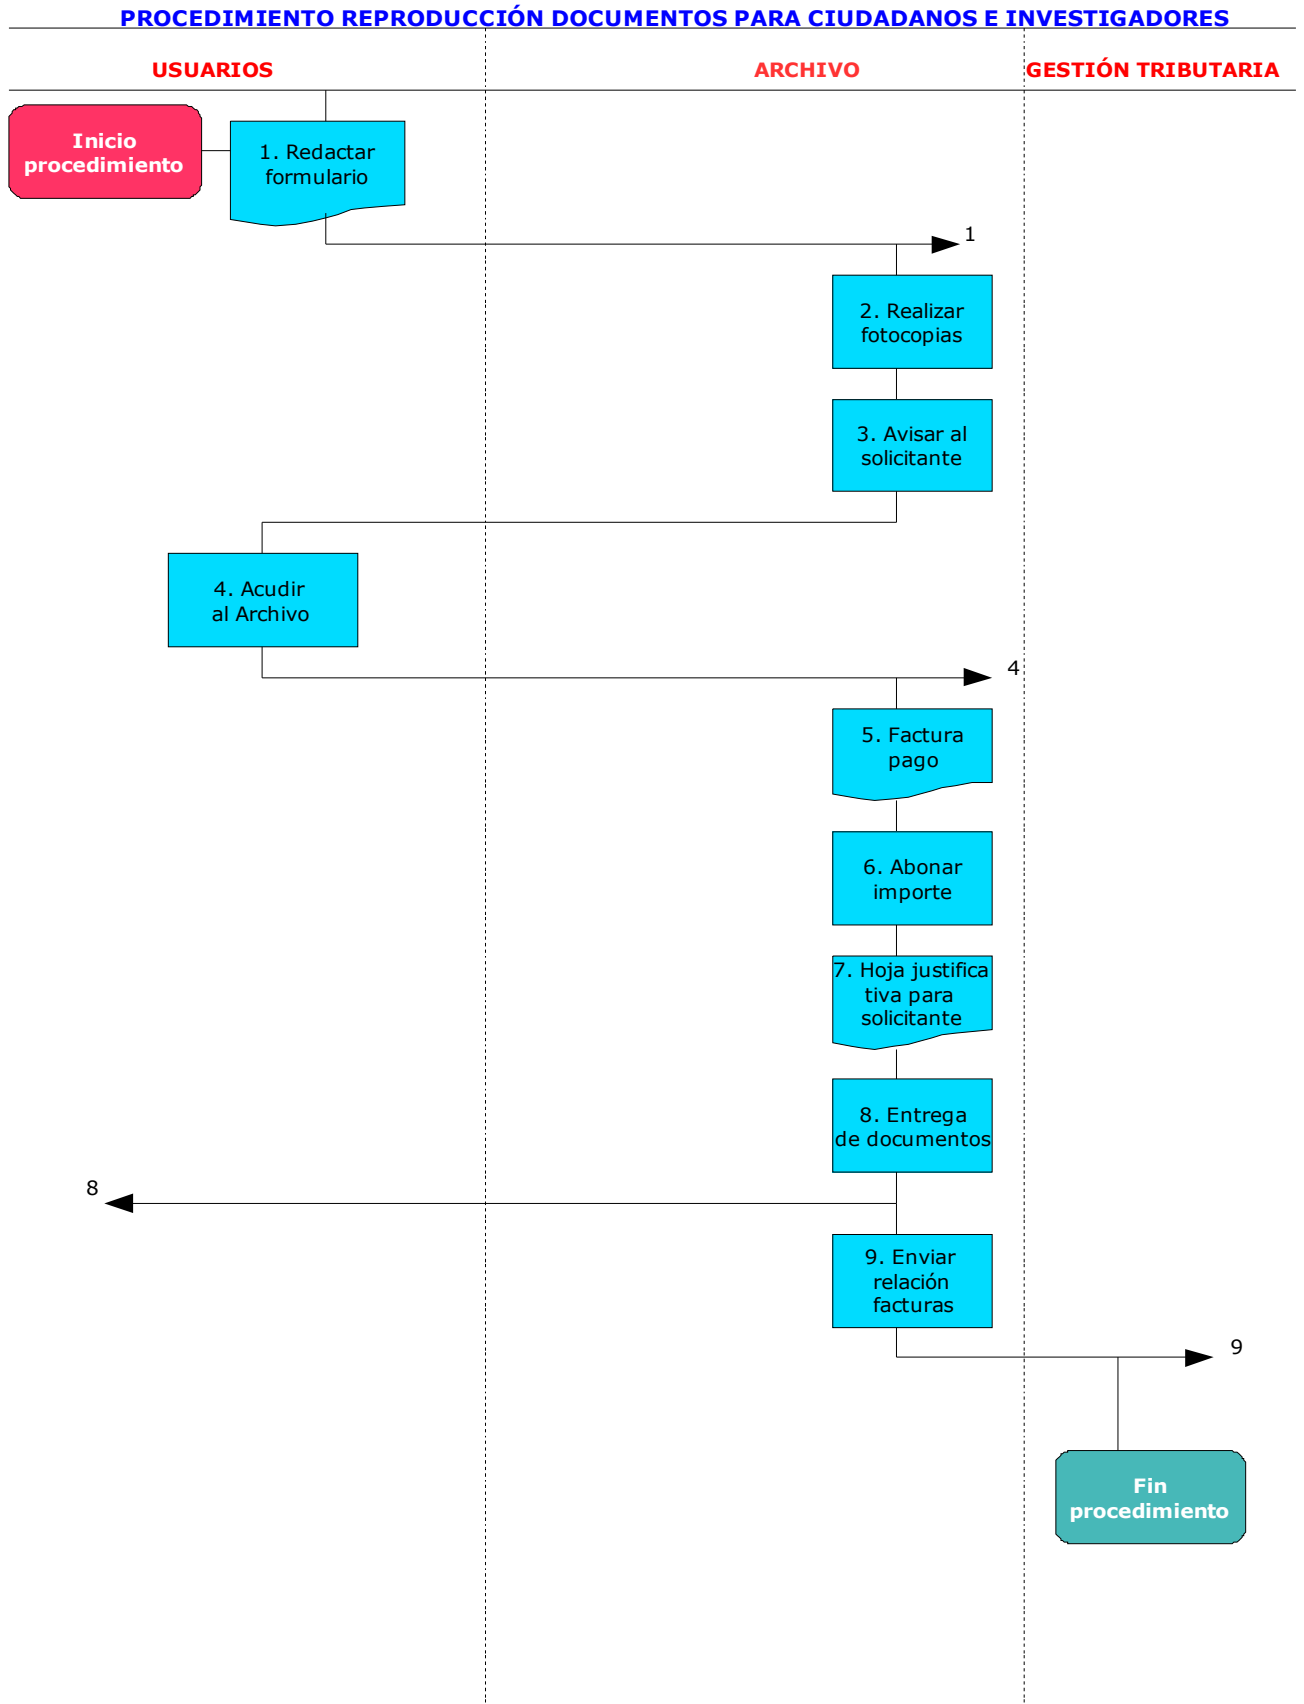 PROCEDIMIENTO REPRODUCCIÓN DOCUMENTOS PARA CIUDADANOS E INVESTIGADORES
USUARIOS
ARCHIVO
GESTIÓN TRIBUTARIA
Inicio
procedimiento
1. Redactar
formulario
1
2. Realizar
fotocopias
3. Avisar al
solicitante
4. Acudir
al Archivo
4
5. Factura
pago
6. Abonar
importe
7. Hoja justifica
tiva para
solicitante
8. Entrega
de documentos
8
9. Enviar
relación
facturas
9
Fin
procedimiento